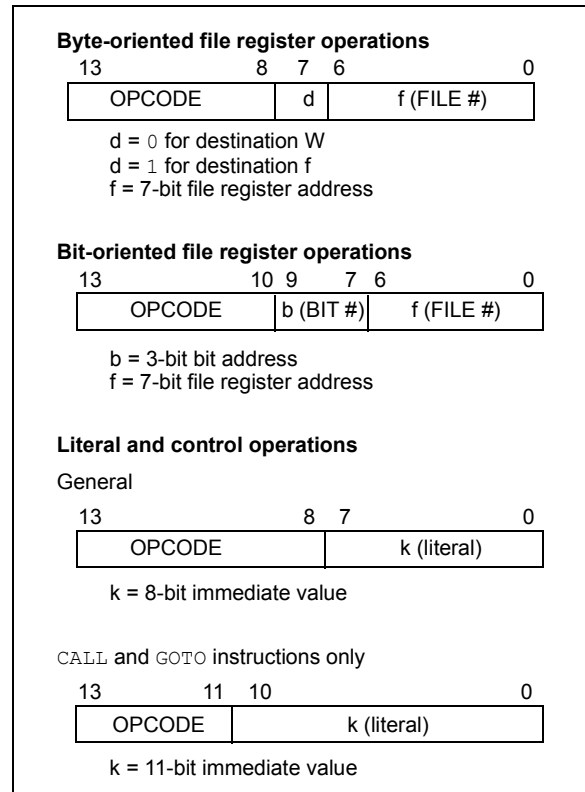 Byte-oriented file register operations
13 8 7 6 0
OPCODE d f (FILE #)
d = 0 for destination W
d = 1 for destination f
f = 7-bit file register address
Bit-oriented file register operations
13 10 9 7 6 0
OPCODE b (BIT #) f (FILE #)
b = 3-bit bit address
f = 7-bit file register address
Literal and control operations
General
13 8 7 0
OPCODE k (literal)
k = 8-bit immediate value
CALL and GOTO instructions only
13 11 10 0
OPCODE k (literal)
k = 11-bit immediate value